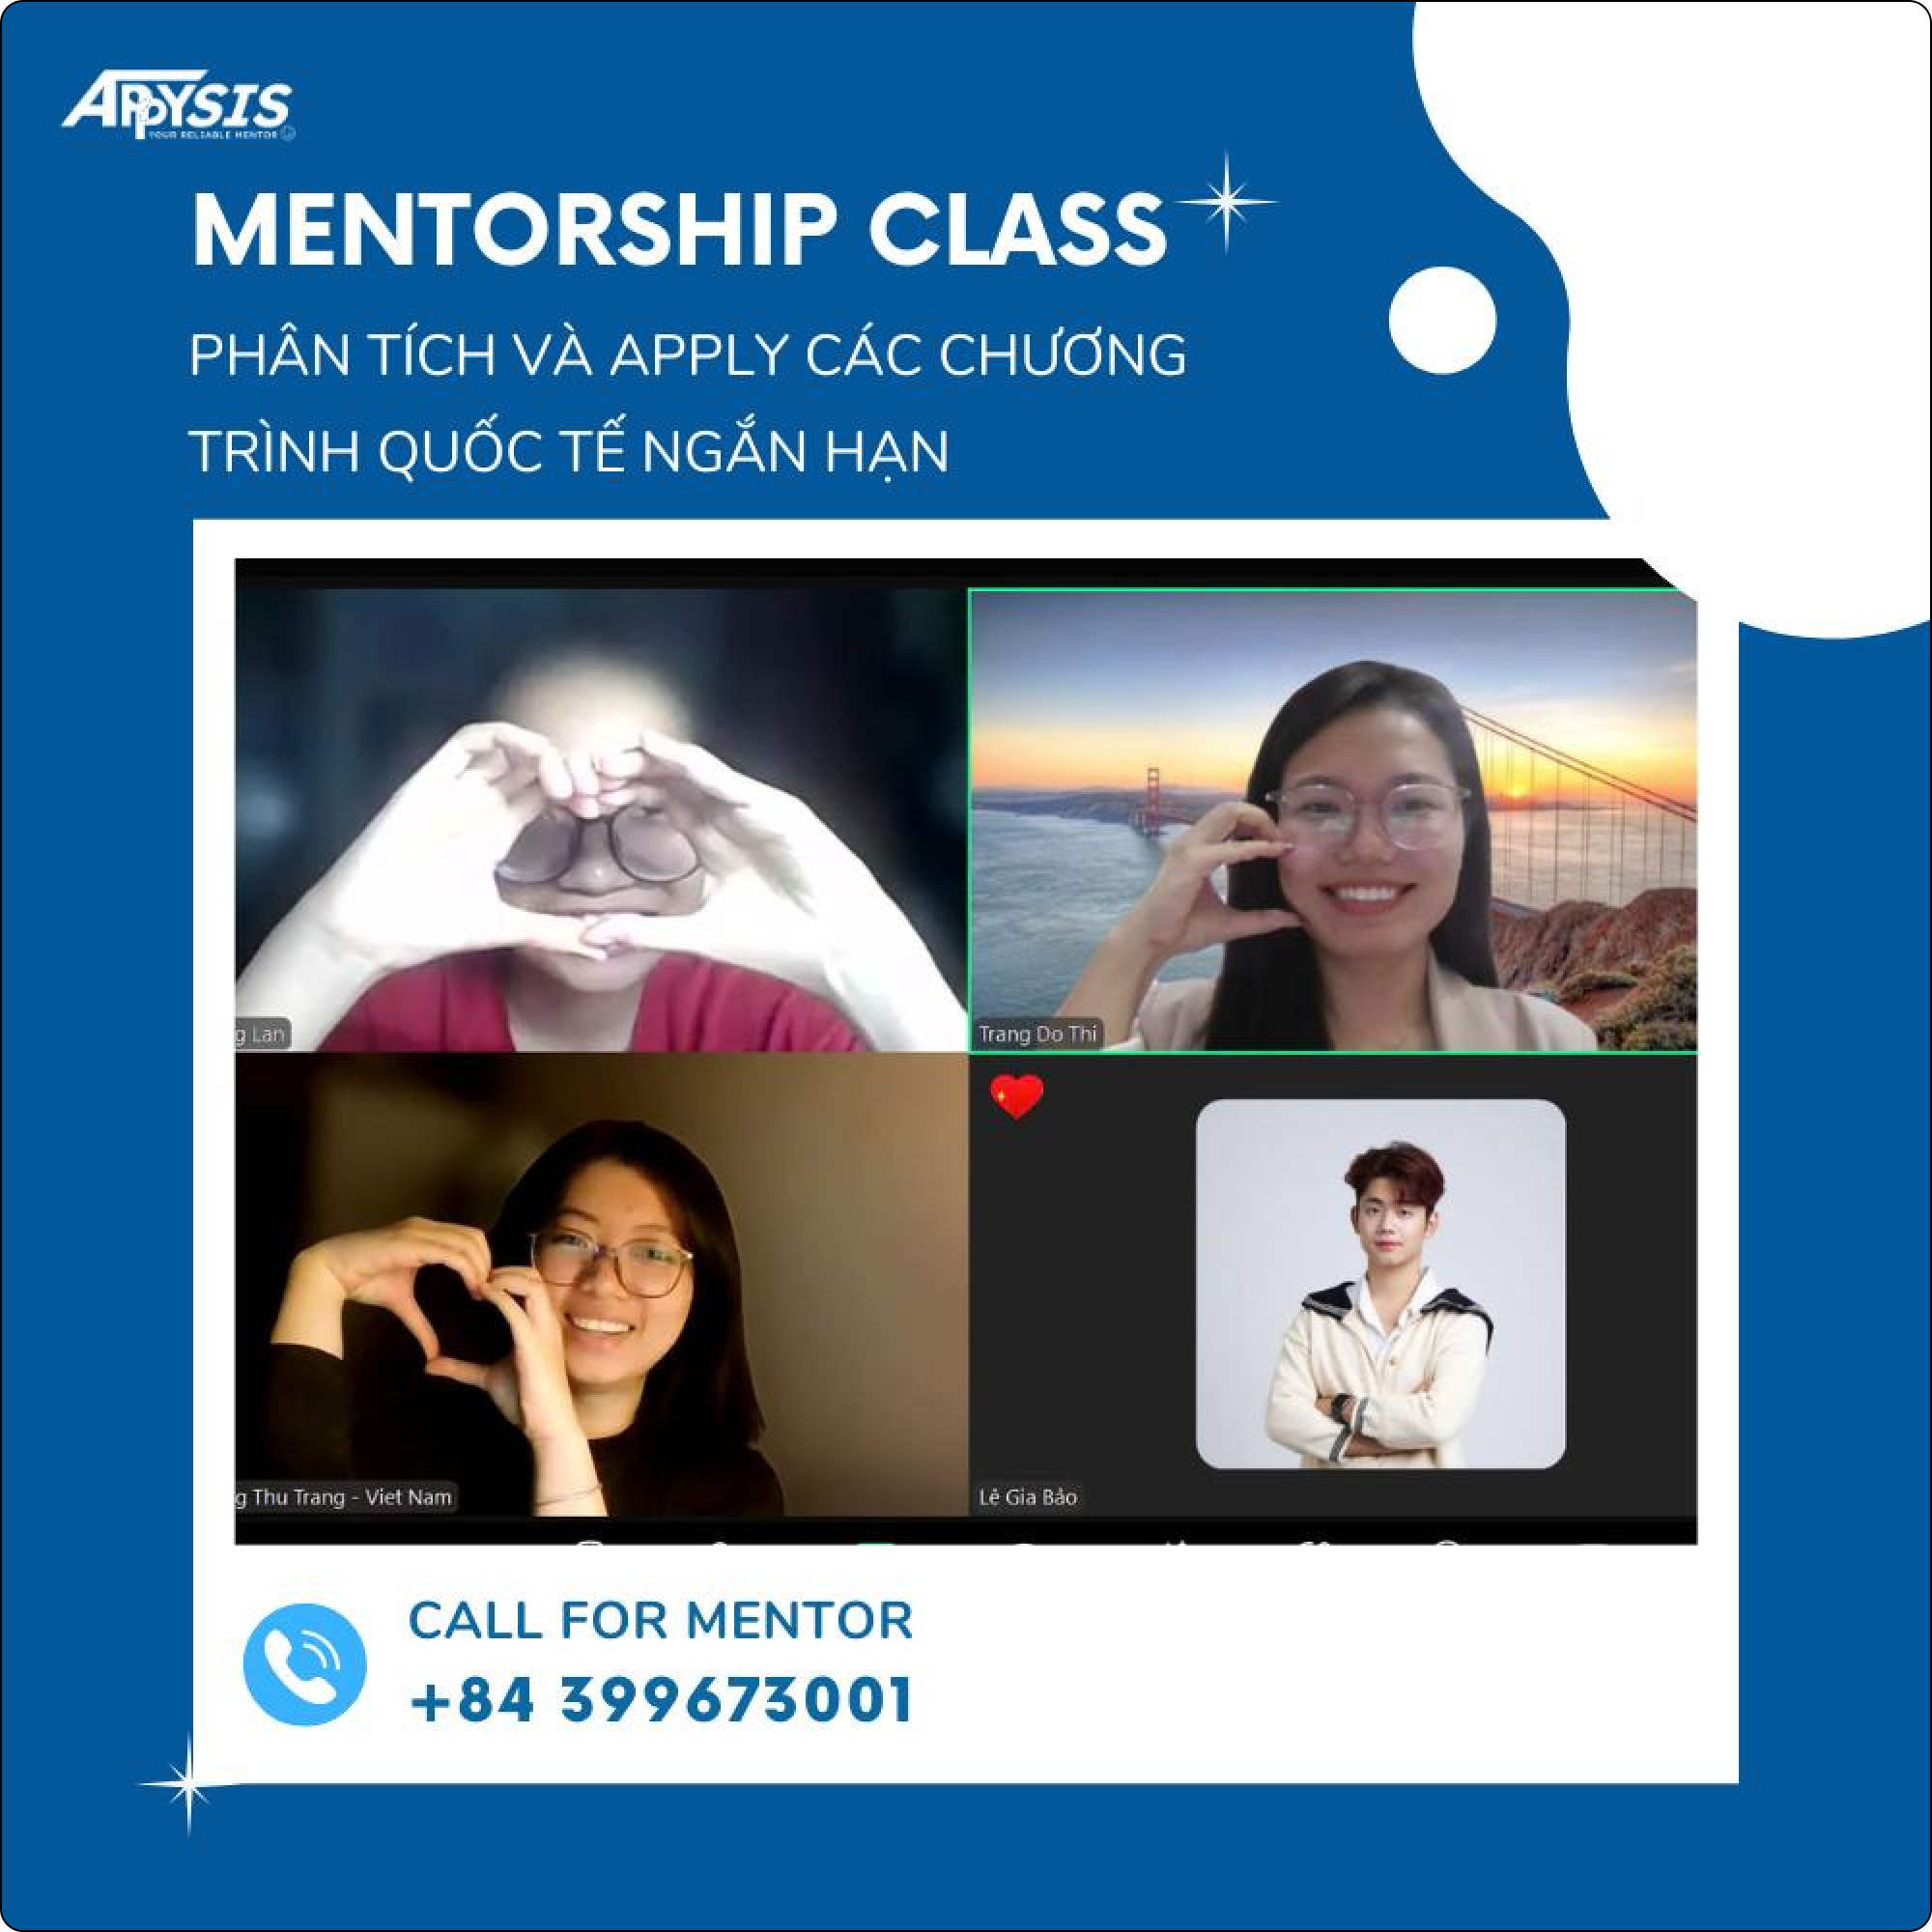 APPYSIS
YOUR RELIABLE MENTOR
MENTORSHIP CLASS
PHÂN TÍCH VÀ APPLY CÁC CHƯƠNG
TRÌNH QUỐC TẾ NGẮN HẠN
g Lan
Trang Do Thi
g Thu Trang - Viet Nam
Lê Gia Bảo
CALL FOR MENTOR
+84 399673001